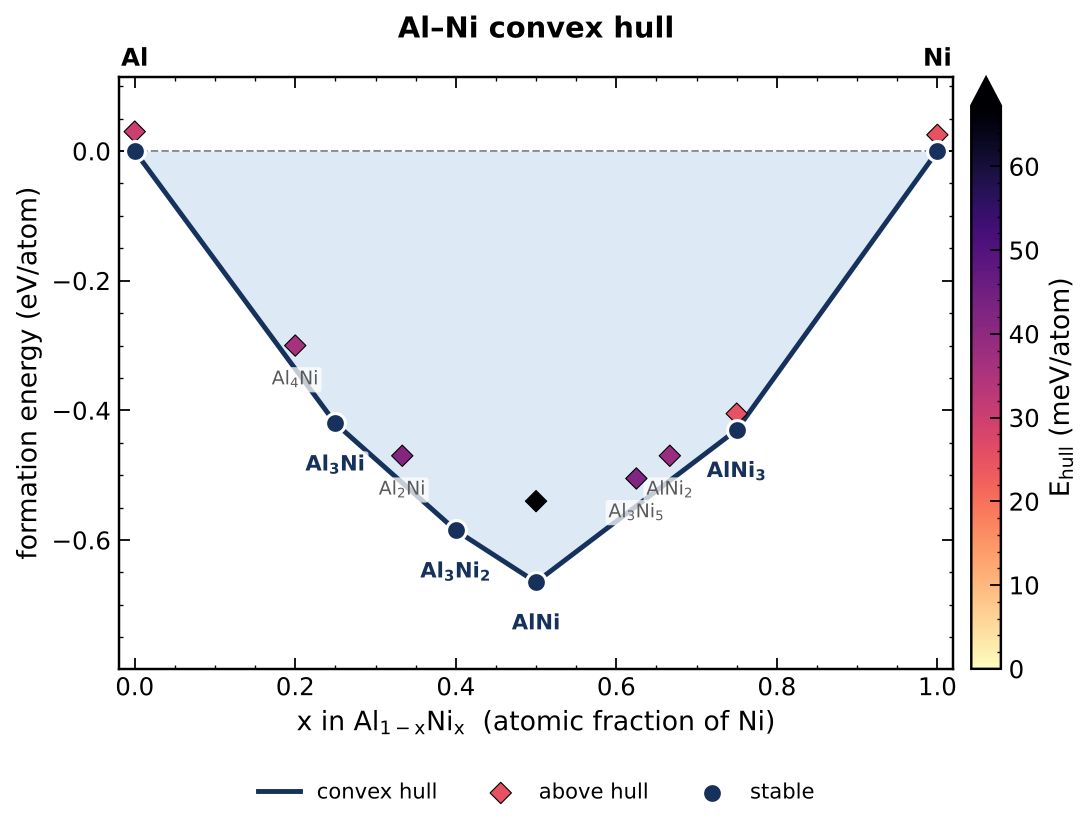 Al–Ni convex hull
Al Ni
0.0
−0.2
−0.4
−0.6
formation energy (eV/atom)
Al₄Ni
Al₃Ni
Al₂Ni
Al₃Ni₂
AlNi
Al₃Ni₅
AlNi₂
AlNi₃
0.0 0.2 0.4 0.6 0.8 1.0
x in Al₁₋ₓNiₓ (atomic fraction of Ni)
60
50
40
30
20
10
0
E_hull (meV/atom)
convex hull above hull stable